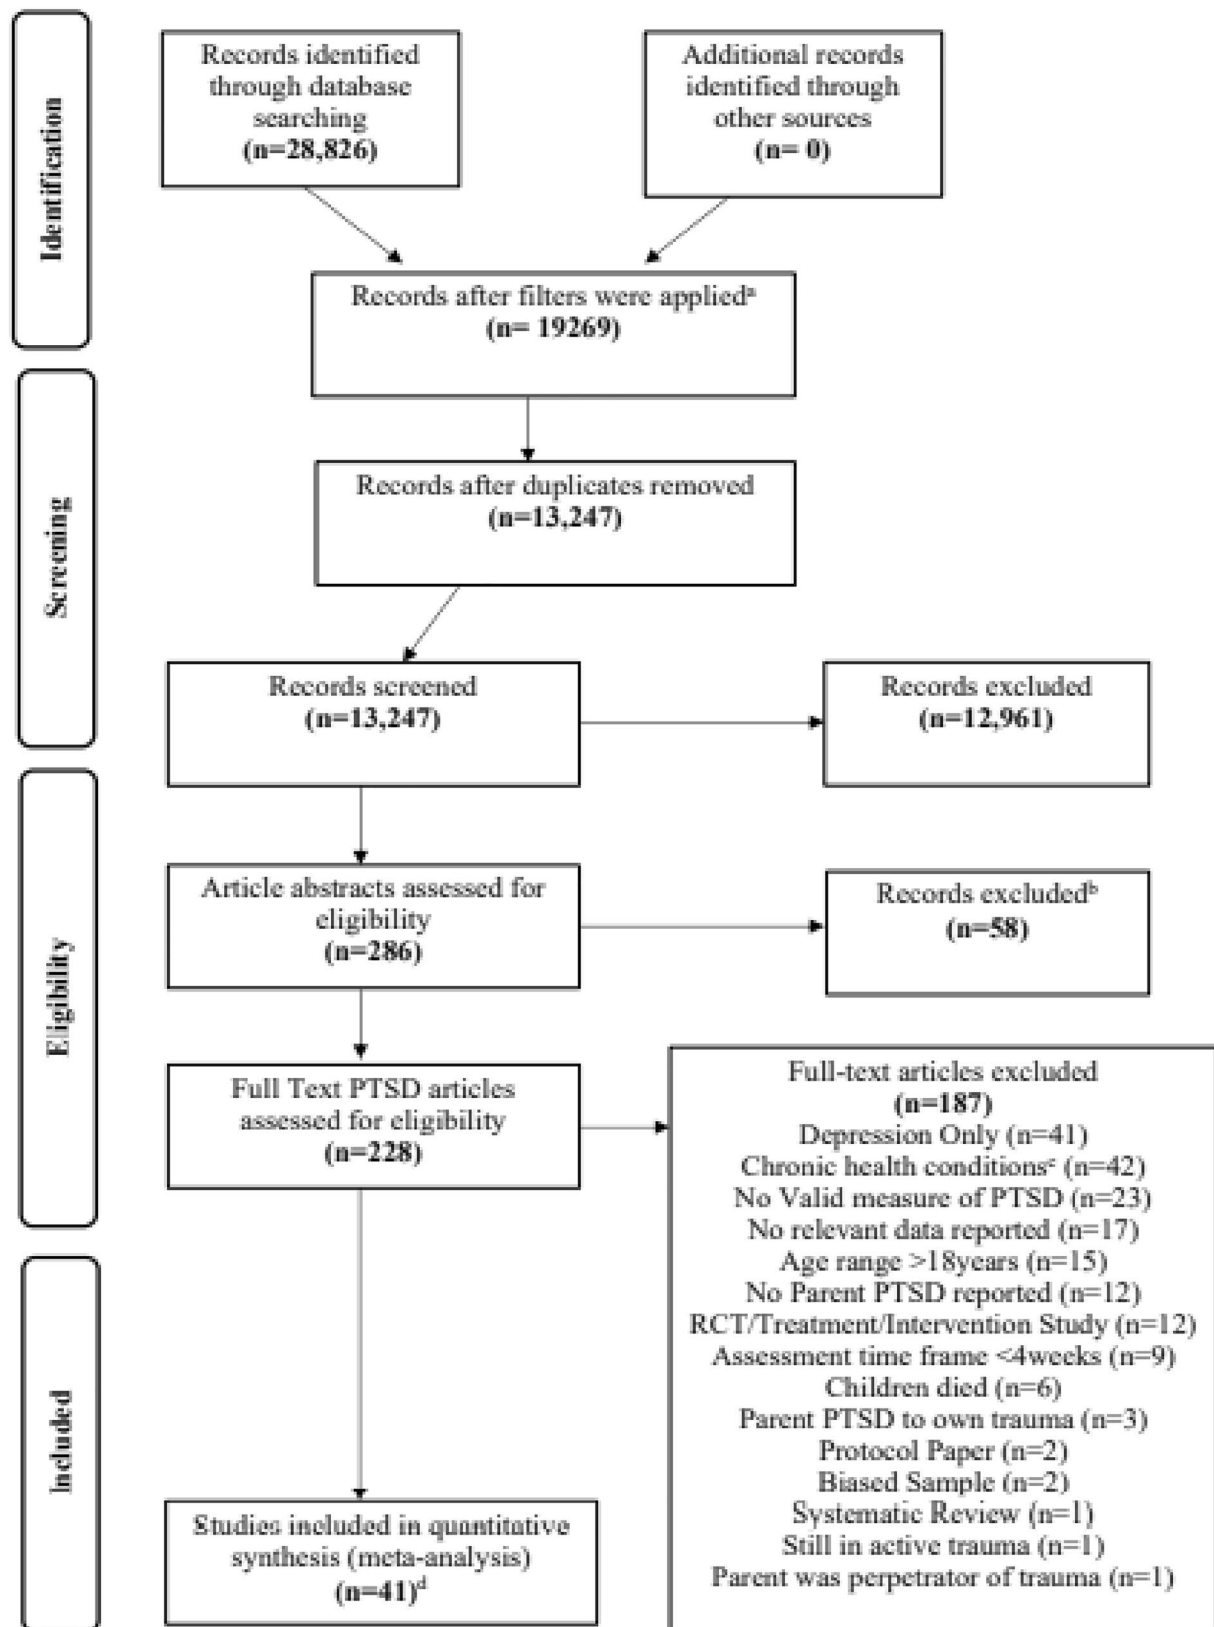 Identification
Records identified
through database
searching
(n=28,826)
Additional records
identified through
other sources
(n= 0)
Records after filters were appliedᵃ
(n= 19269)
Screening
Records after duplicates removed
(n=13,247)
Records screened
(n=13,247)
Records excluded
(n=12,961)
Eligibility
Article abstracts assessed for
eligibility
(n=286)
Records excludedᵇ
(n=58)
Full Text PTSD articles
assessed for eligibility
(n=228)
Full-text articles excluded
(n=187)
Depression Only (n=41)
Chronic health conditionsᶜ (n=42)
No Valid measure of PTSD (n=23)
No relevant data reported (n=17)
Age range >18years (n=15)
No Parent PTSD reported (n=12)
RCT/Treatment/Intervention Study (n=12)
Assessment time frame <4weeks (n=9)
Children died (n=6)
Parent PTSD to own trauma (n=3)
Protocol Paper (n=2)
Biased Sample (n=2)
Systematic Review (n=1)
Still in active trauma (n=1)
Parent was perpetrator of trauma (n=1)
Included
Studies included in quantitative
synthesis (meta-analysis)
(n=41)ᵈ